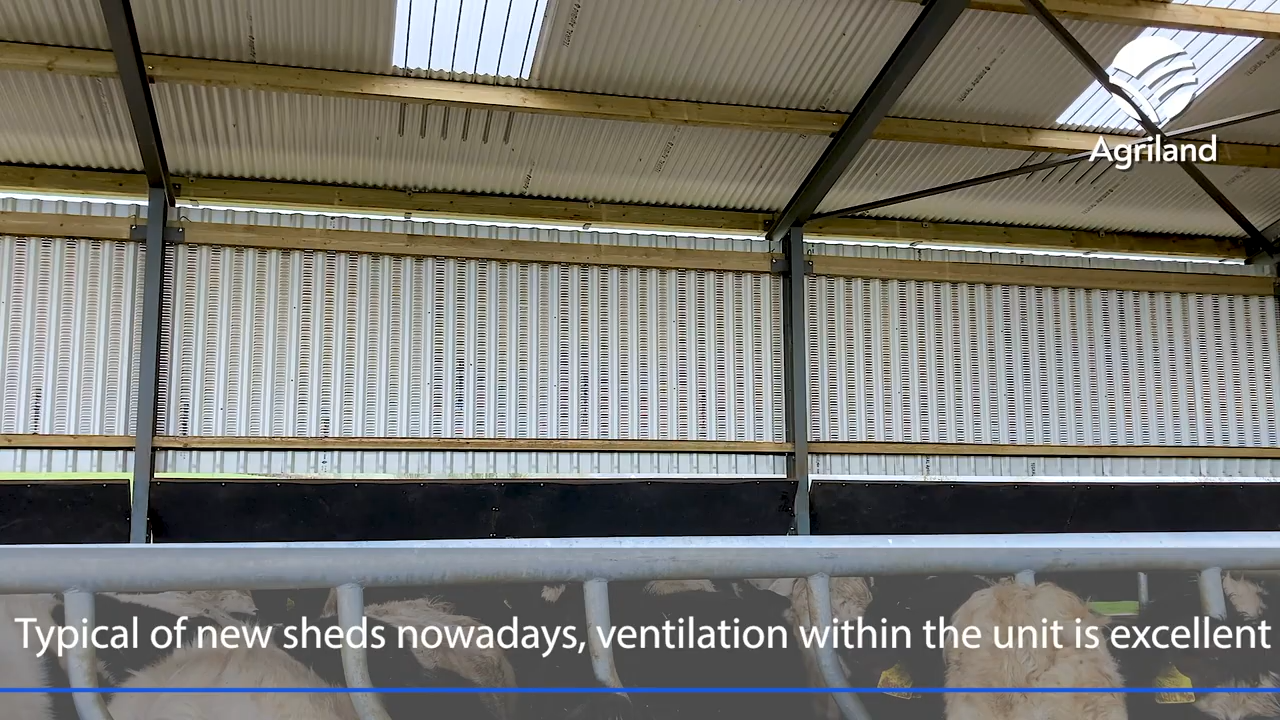 Agriland
Typical of new sheds nowadays, ventilation within the unit is excellent